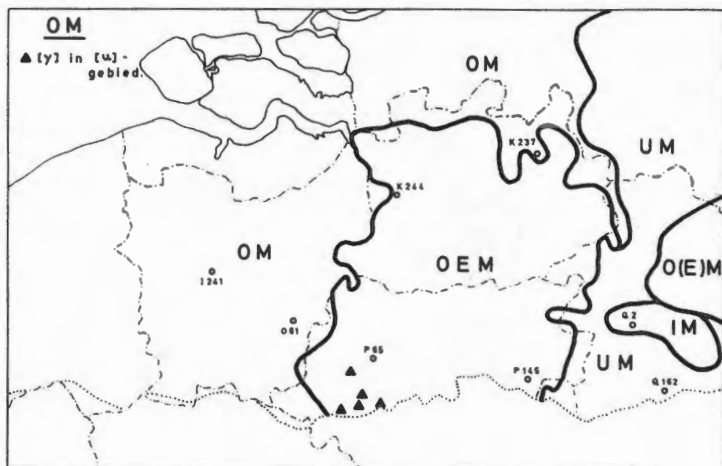 OM
▲ [y] in [u]-
gebied.
OM
UM
K 237
K 244
OM
OEM
O(E)M
I 241
Q.2
IM
O 61
P 65
UM
P 145
Q 162